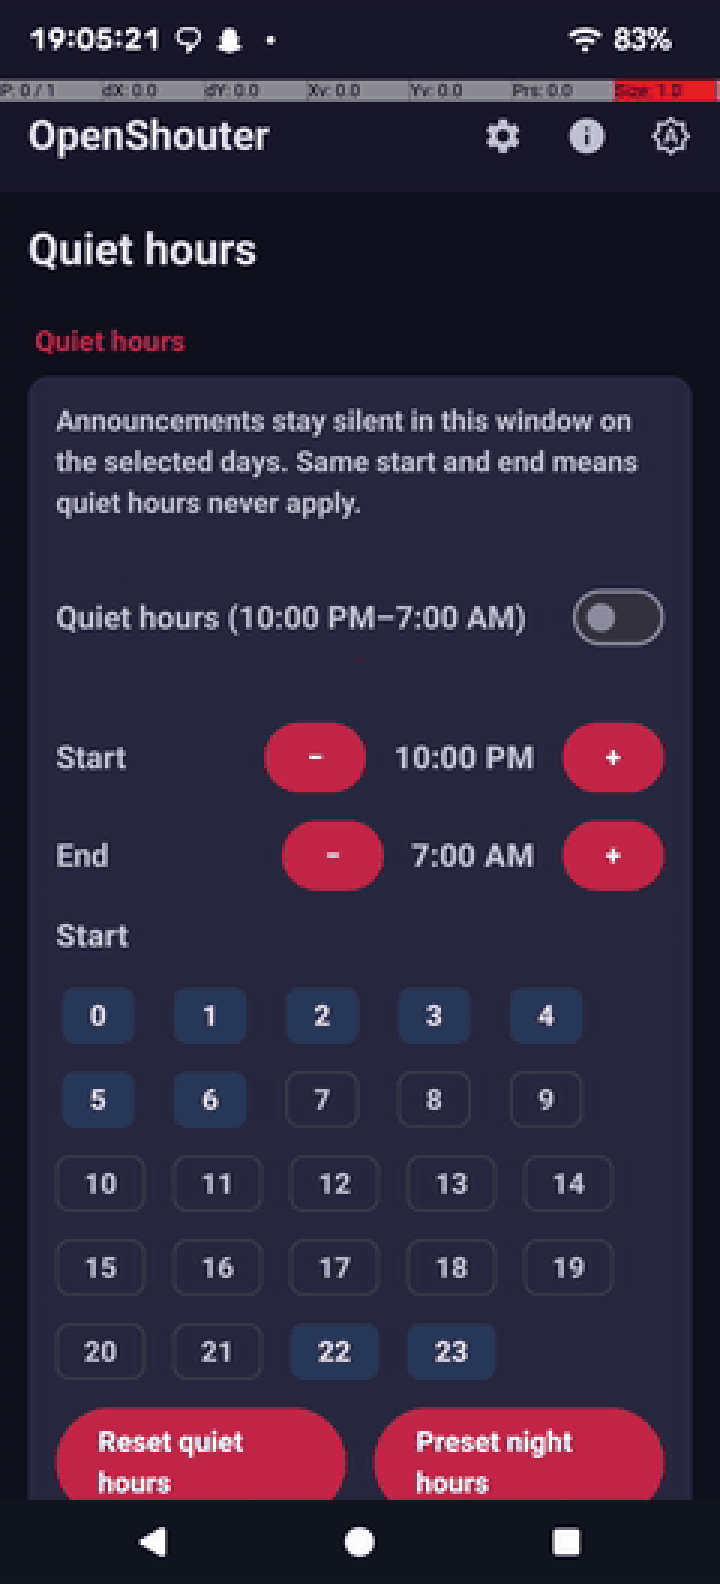 19:05:21 83%
P: 0 / 1 dX: 0.0 dY: 0.0 Xv: 0.0 Yv: 0.0 Prs: 0.0 Size: 1.0
OpenShouter
Quiet hours
Quiet hours
Announcements stay silent in this window on
the selected days. Same start and end means
quiet hours never apply.
Quiet hours (10:00 PM–7:00 AM)
Start - 10:00 PM +
End - 7:00 AM +
Start
0 1 2 3 4
5 6 7 8 9
10 11 12 13 14
15 16 17 18 19
20 21 22 23
Reset quiet
hours
Preset night
hours